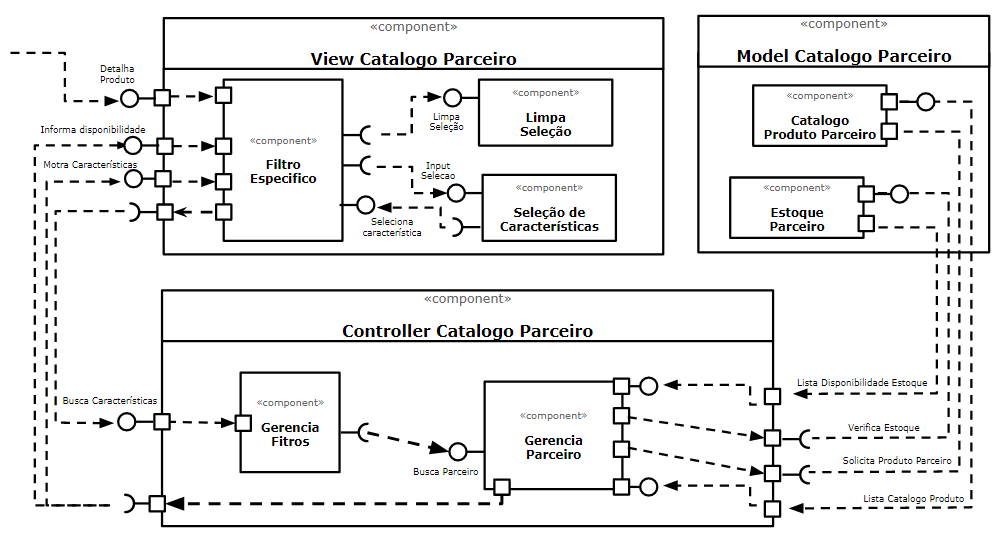 «component»
View Catalogo Parceiro
Detalha
Produto
Informa disponibilidade
Motra Características
«component»
Filtro
Especifico
Limpa
Seleção
«component»
Limpa
Seleção
Input
Selecao
Seleciona
característica
«component»
Seleção de
Características
«component»
Model Catalogo Parceiro
«component»
Catalogo
Produto Parceiro
«component»
Estoque
Parceiro
«component»
Controller Catalogo Parceiro
Busca Características
«component»
Gerencia
Fitros
Busca Parceiro
«component»
Gerencia
Parceiro
Lista Disponibilidade Estoque
Verifica Estoque
Solicita Produto Parceiro
Lista Catalogo Produto